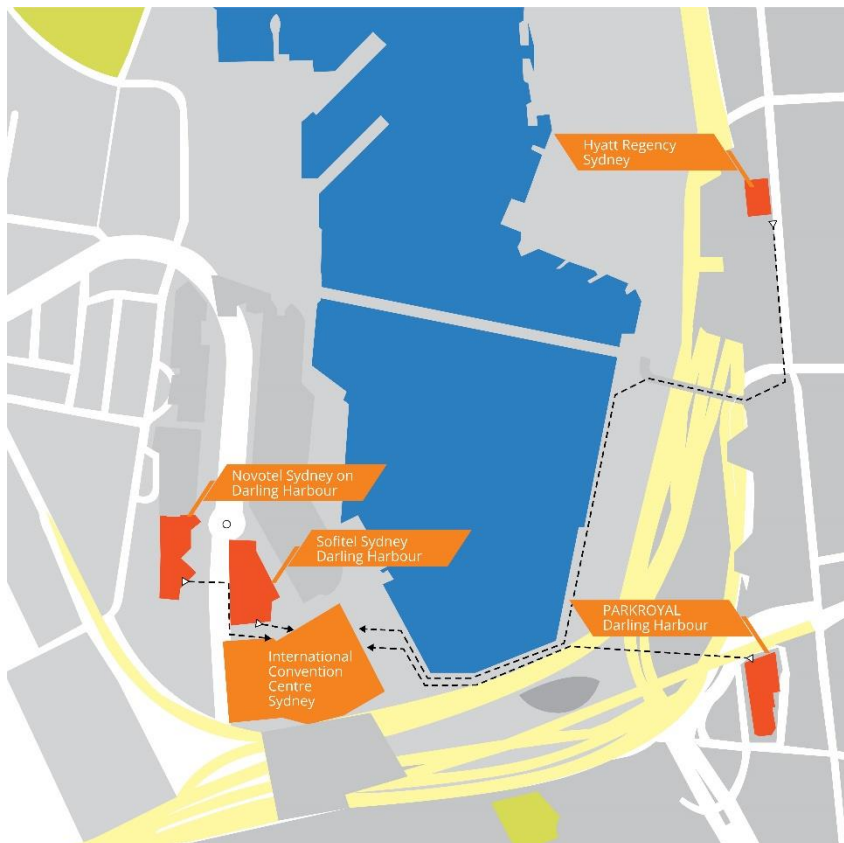 Hyatt Regency
Sydney
Novotel Sydney on
Darling Harbour
Sofitel Sydney
Darling Harbour
PARKROYAL
Darling Harbour
International
Convention
Centre
Sydney